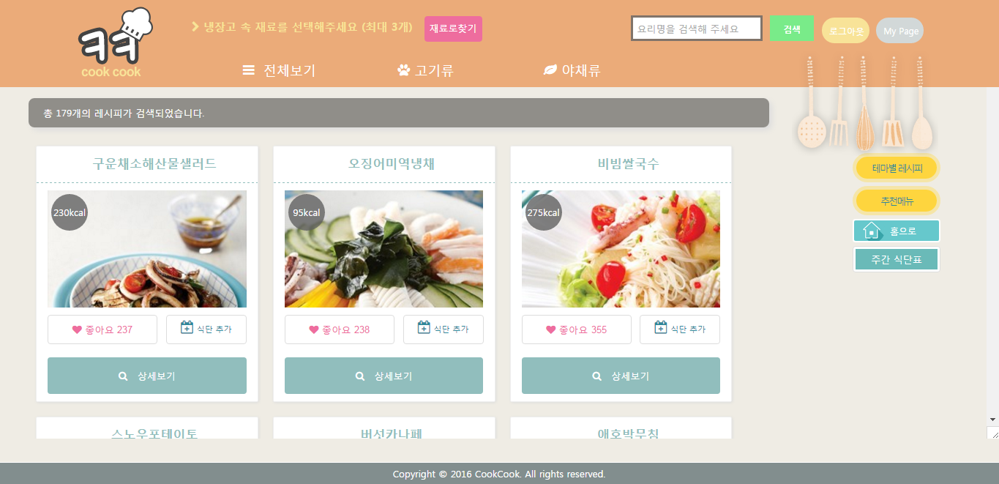 쿡쿡
cook cook
냉장고 속 재료를 선택해주세요 (최대 3개)
재료로찾기
요리명을 검색해 주세요
검색
로그아웃
My Page
전체보기
고기류
야채류
총 179개의 레시피가 검색되었습니다.
테마별 레시피
추천메뉴
홈으로
주간 식단표
구운채소해산물샐러드
230kcal
좋아요 237
식단 추가
상세보기
오징어미역냉채
95kcal
좋아요 238
식단 추가
상세보기
비빔쌀국수
275kcal
좋아요 355
식단 추가
상세보기
스노우포테이토
버섯카나페
애호박무침
Copyright © 2016 CookCook. All rights reserved.